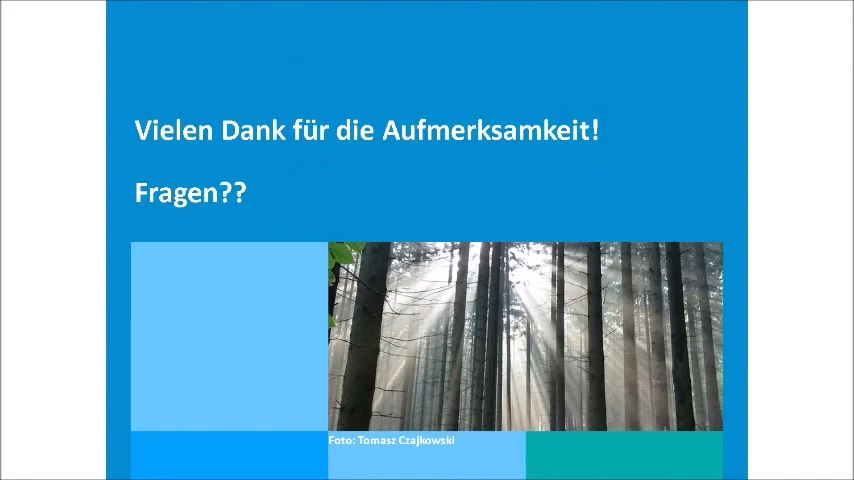 Vielen Dank für die Aufmerksamkeit!
Fragen??
Foto: Tomasz Czajkowski